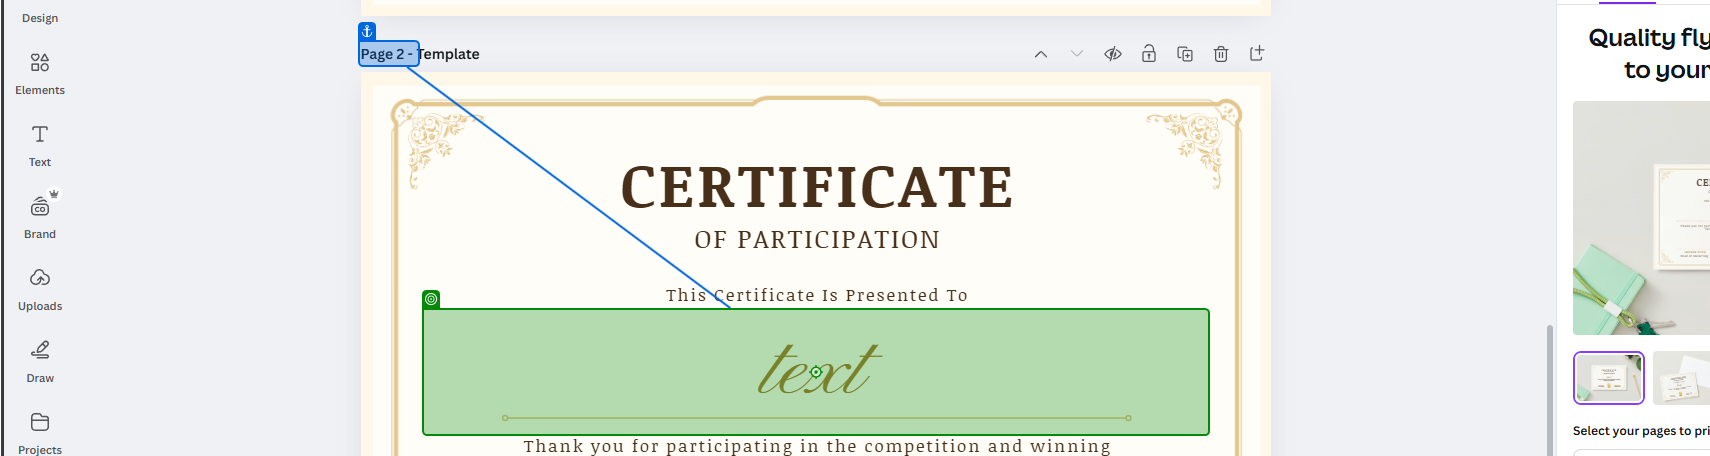 Design
Elements
Text
Brand
Uploads
Draw
Projects
Page 2 - Template
CERTIFICATE
OF PARTICIPATION
This Certificate Is Presented To
text
Thank you for participating in the competition and winning
Quality fly
to your
Select your pages to pri